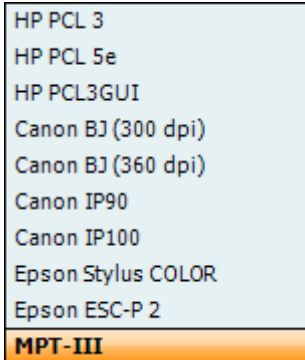 HP PCL 3
HP PCL 5e
HP PCL3GUI
Canon BJ (300 dpi)
Canon BJ (360 dpi)
Canon IP90
Canon IP100
Epson Stylus COLOR
Epson ESC-P 2
MPT-III